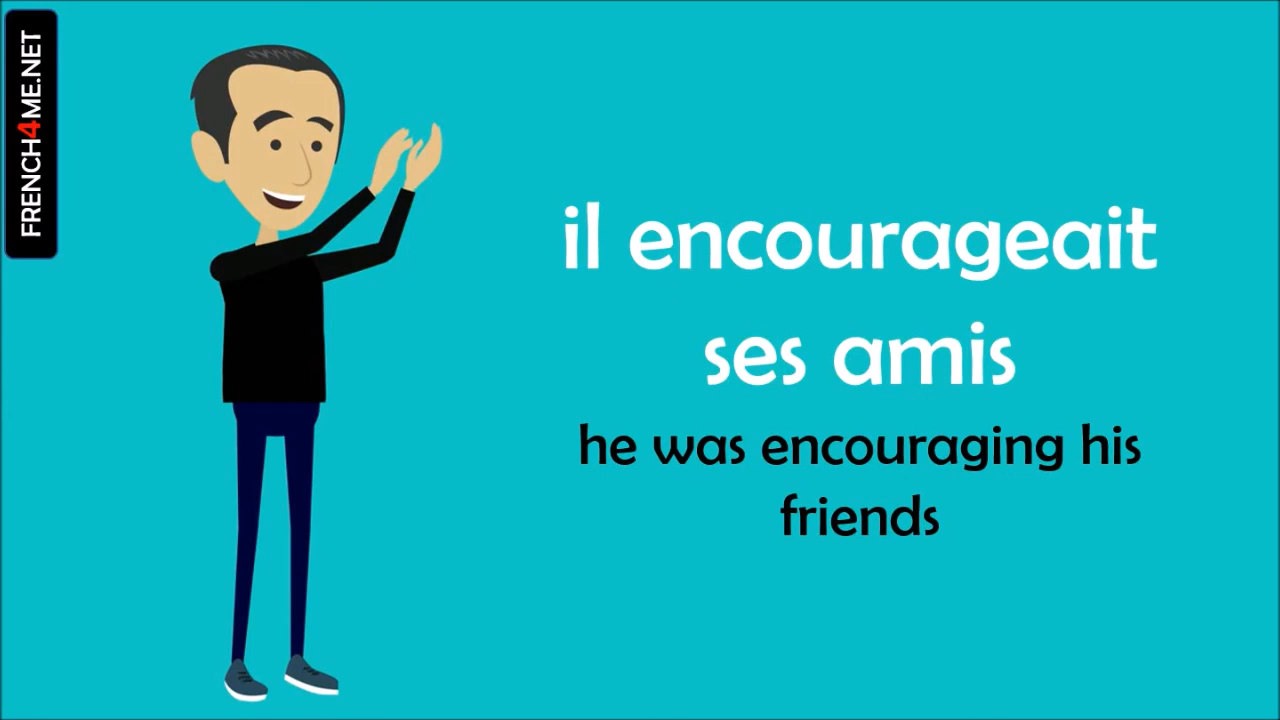 FRENCH4ME.NET
il encourageait
ses amis
he was encouraging his
friends